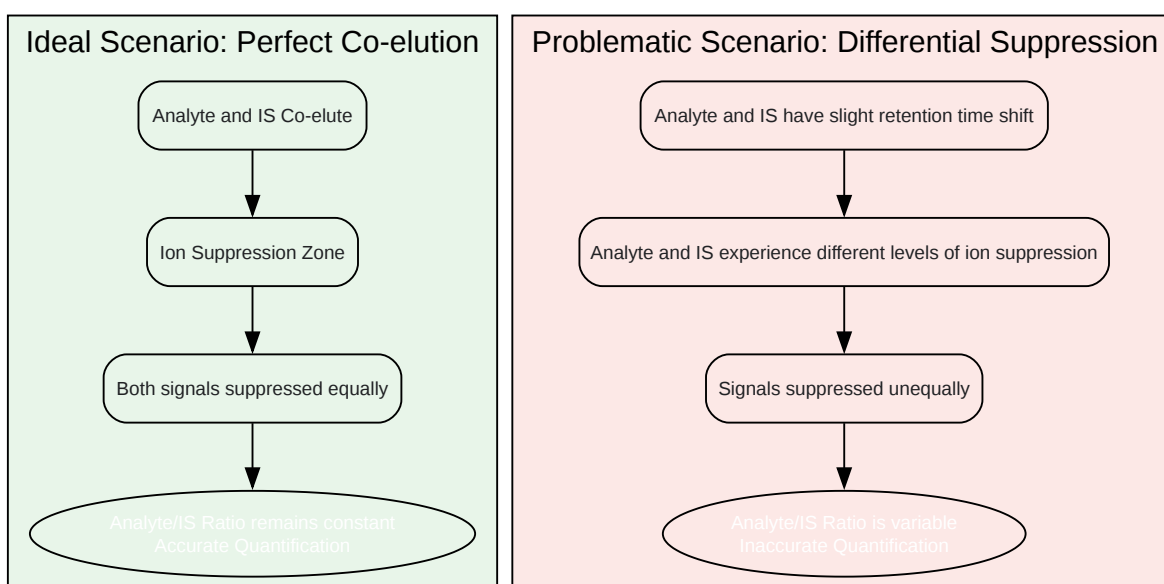 Ideal Scenario: Perfect Co-elution
Analyte and IS Co-elute
Ion Suppression Zone
Both signals suppressed equally
Analyte/IS Ratio remains constant
Accurate Quantification
Problematic Scenario: Differential Suppression
Analyte and IS have slight retention time shift
Analyte and IS experience different levels of ion suppression
Signals suppressed unequally
Analyte/IS Ratio is variable
Inaccurate Quantification